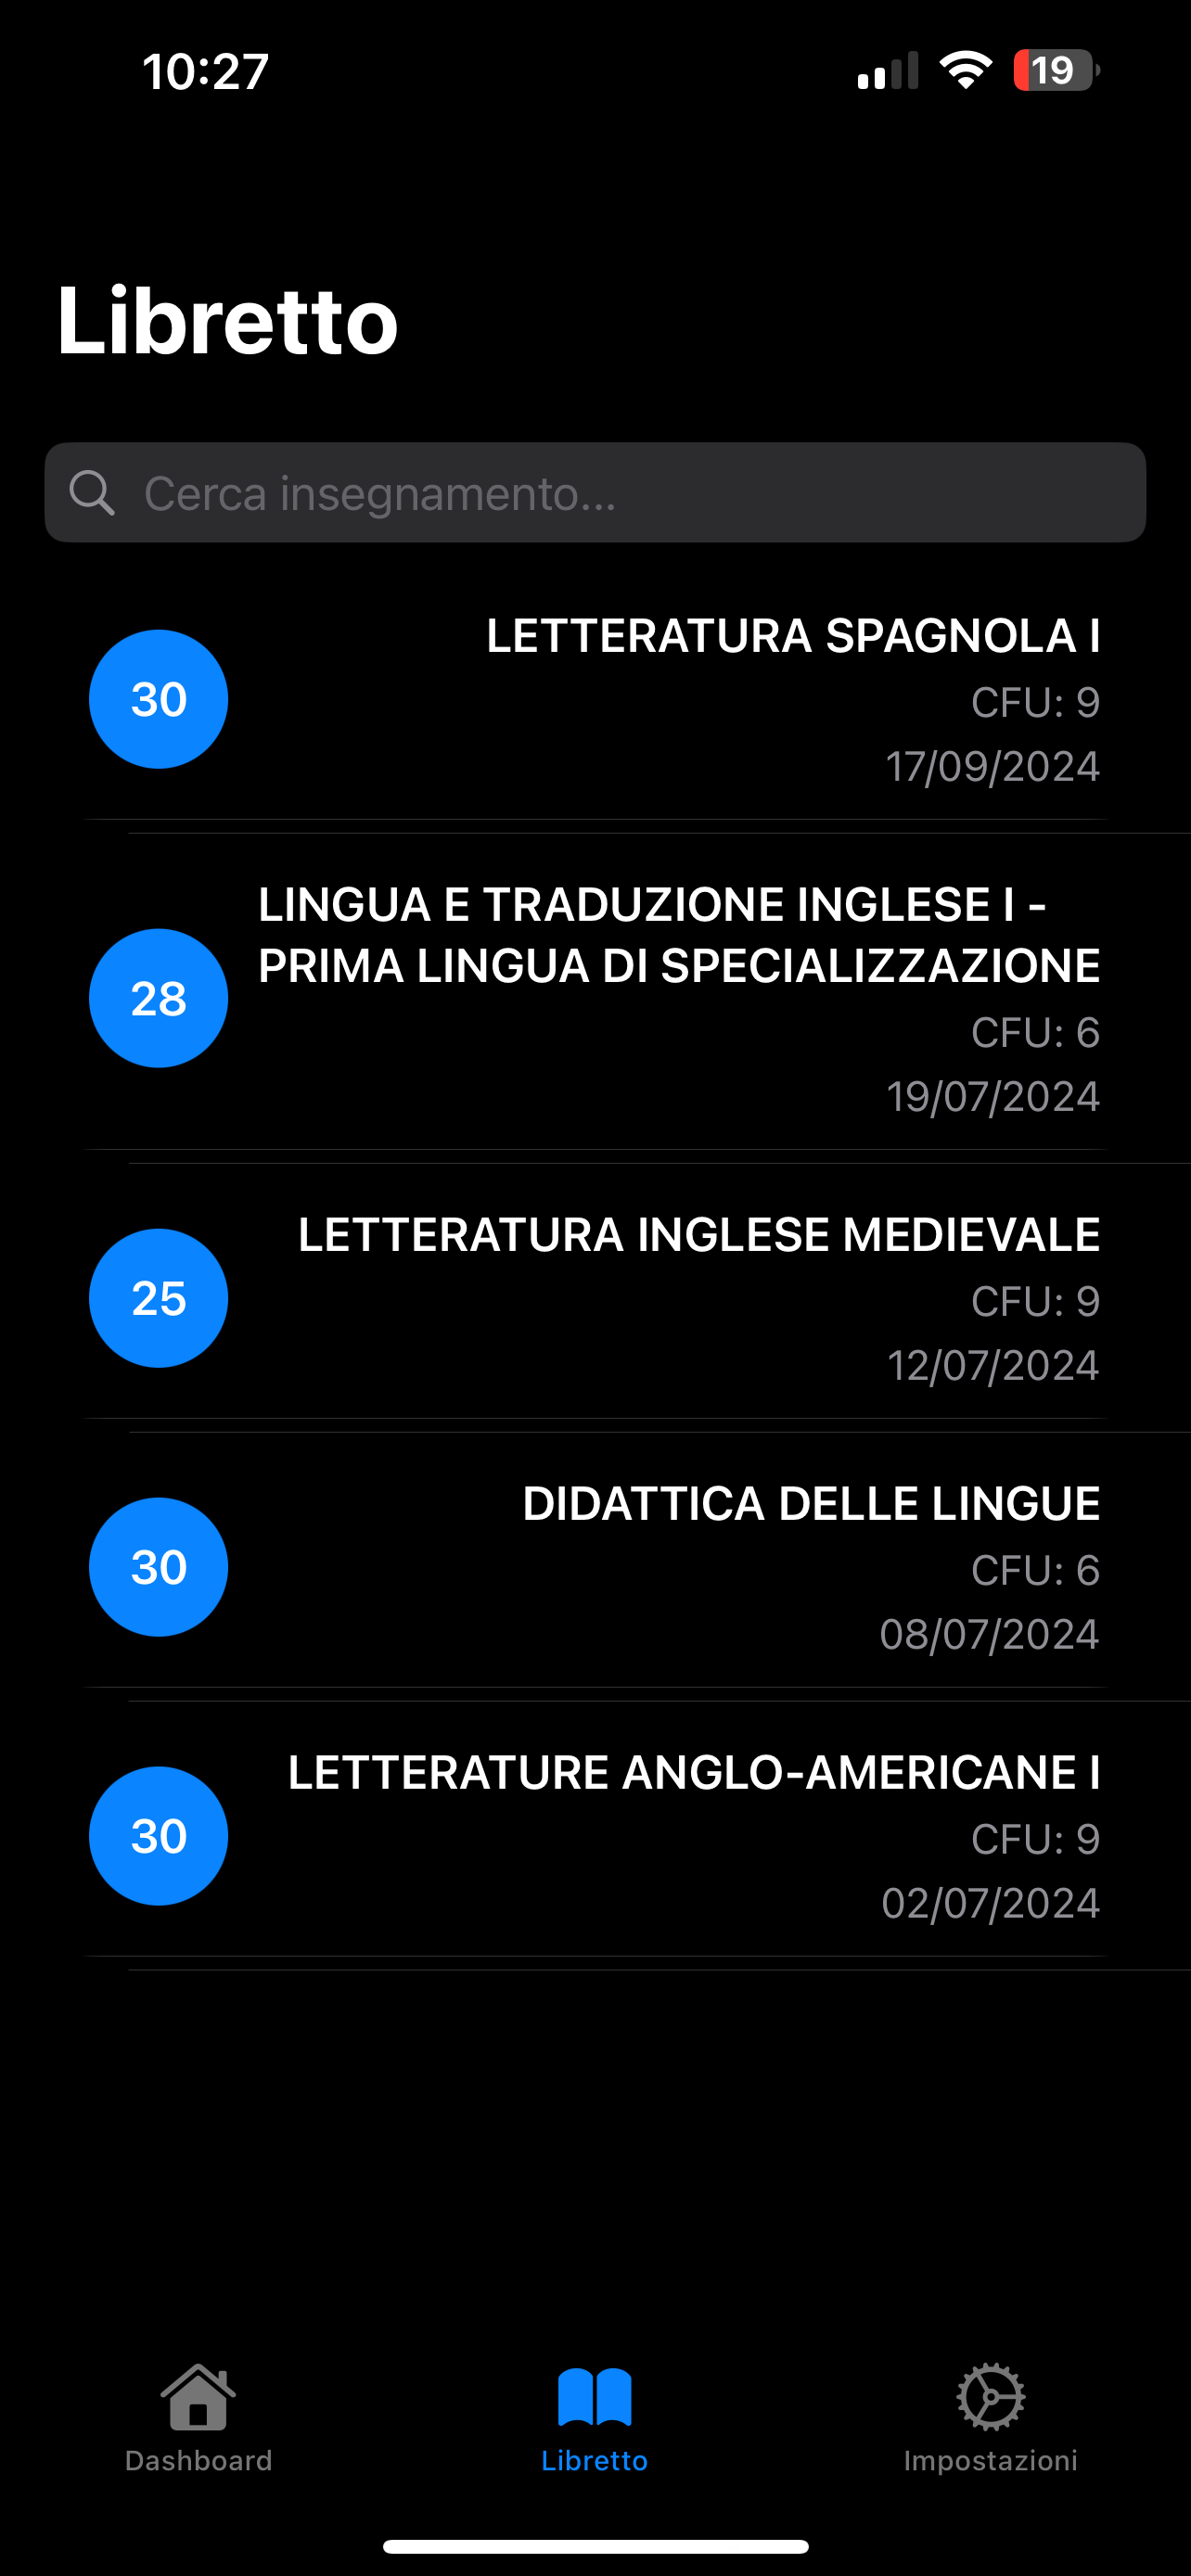 10:27
19
Libretto
Cerca insegnamento...
30
LETTERATURA SPAGNOLA I
CFU: 9
17/09/2024
28
LINGUA E TRADUZIONE INGLESE I -
PRIMA LINGUA DI SPECIALIZZAZIONE
CFU: 6
19/07/2024
25
LETTERATURA INGLESE MEDIEVALE
CFU: 9
12/07/2024
30
DIDATTICA DELLE LINGUE
CFU: 6
08/07/2024
30
LETTERATURE ANGLO-AMERICANE I
CFU: 9
02/07/2024
Dashboard
Libretto
Impostazioni